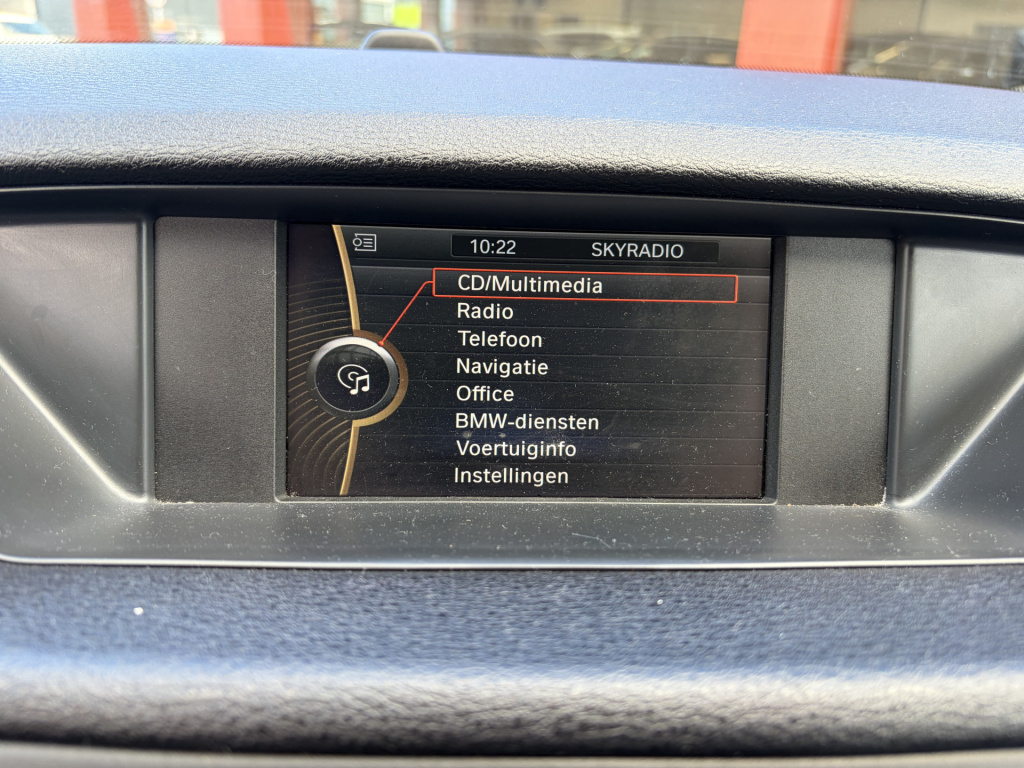 10:22 SKYRADIO
CD/Multimedia
Radio
Telefoon
Navigatie
Office
BMW-diensten
Voertuiginfo
Instellingen